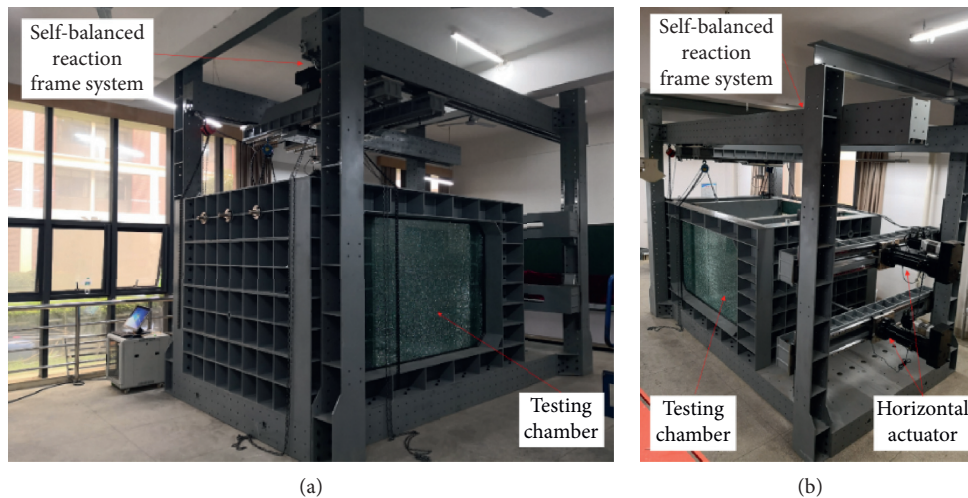 Self-balanced
reaction
frame system
Testing
chamber
(a)
Self-balanced
reaction
frame system
Testing
chamber
Horizontal
actuator
(b)